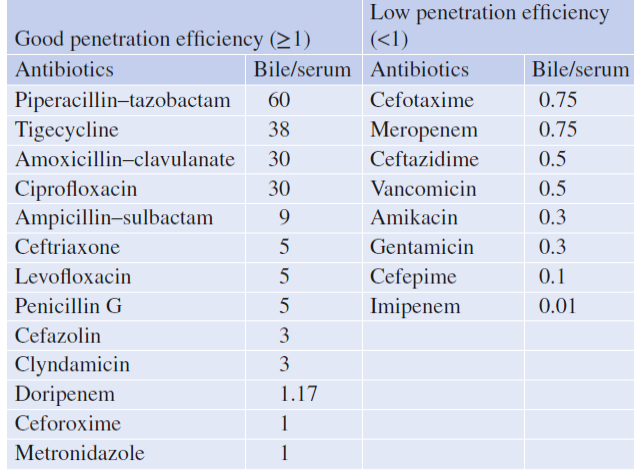 Good penetration efficiency (≥1) Low penetration efficiency (<1)
Antibiotics Bile/serum Antibiotics Bile/serum
Piperacillin–tazobactam 60 Cefotaxime 0.75
Tigecycline 38 Meropenem 0.75
Amoxicillin–clavulanate 30 Ceftazidime 0.5
Ciprofloxacin 30 Vancomicin 0.5
Ampicillin–sulbactam 9 Amikacin 0.3
Ceftriaxone 5 Gentamicin 0.3
Levofloxacin 5 Cefepime 0.1
Penicillin G 5 Imipenem 0.01
Cefazolin 3
Clyndamicin 3
Doripenem 1.17
Ceforoxime 1
Metronidazole 1